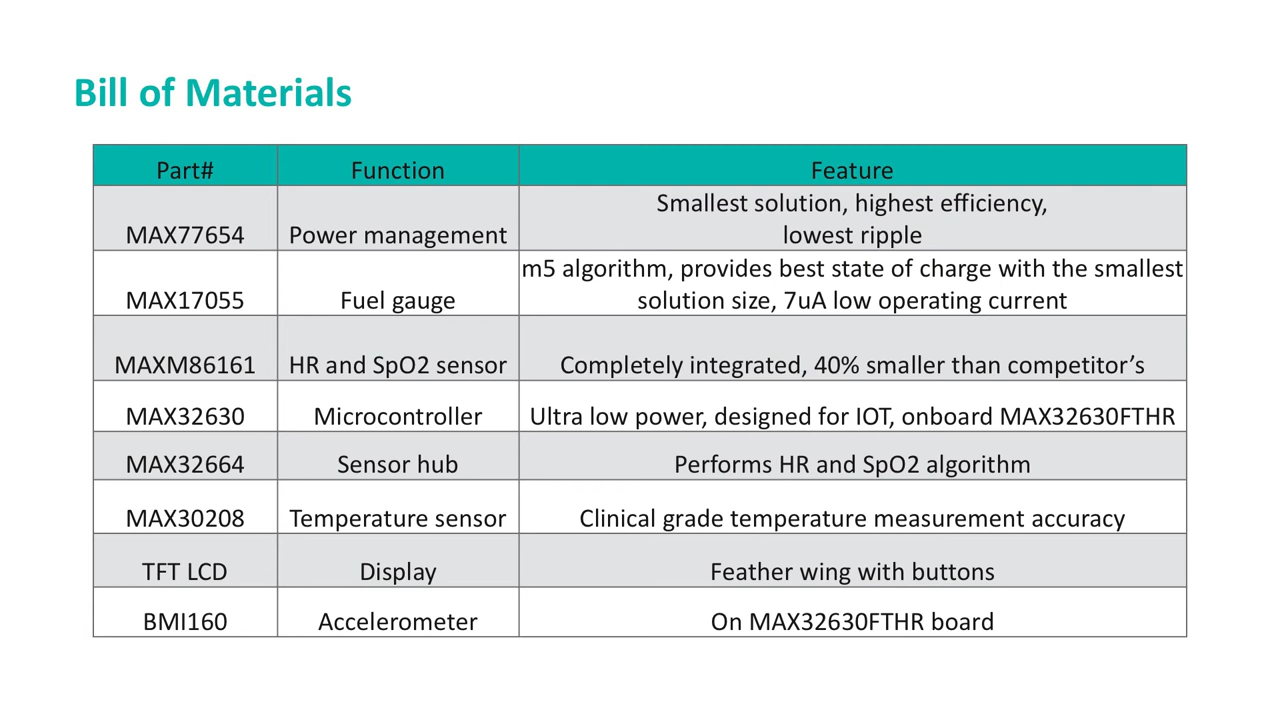 Bill of Materials
Part# Function Feature
Smallest solution, highest efficiency,
MAX77654 Power management lowest ripple
m5 algorithm, provides best state of charge with the smallest
MAX17055 Fuel gauge solution size, 7uA low operating current
MAXM86161 HR and SpO2 sensor Completely integrated, 40% smaller than competitor’s
MAX32630 Microcontroller Ultra low power, designed for IOT, onboard MAX32630FTHR
MAX32664 Sensor hub Performs HR and SpO2 algorithm
MAX30208 Temperature sensor Clinical grade temperature measurement accuracy
TFT LCD Display Feather wing with buttons
BMI160 Accelerometer On MAX32630FTHR board